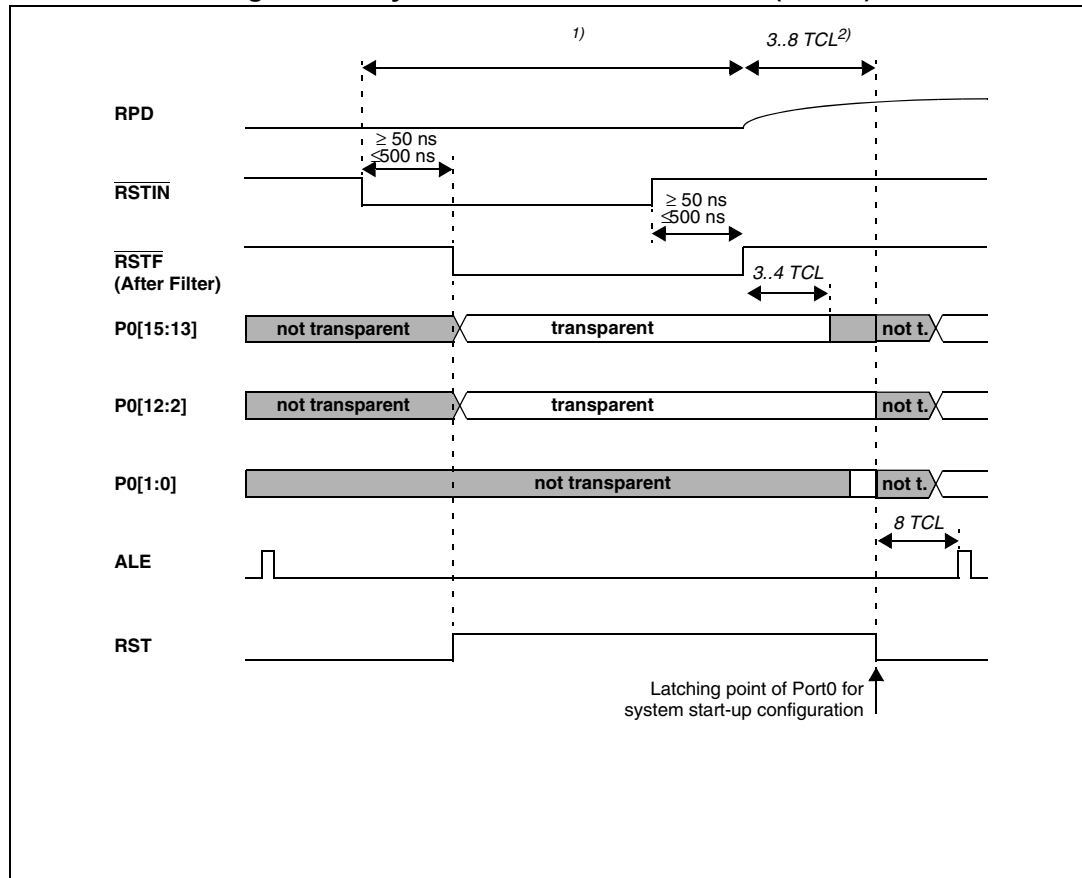 1)
3..8 TCL2)
RPD
≥ 50 ns
≤500 ns
RSTIN
≥ 50 ns
≤500 ns
RSTF
(After Filter)
3..4 TCL
P0[15:13]
not transparent
transparent
not t.
P0[12:2]
not transparent
transparent
not t.
P0[1:0]
not transparent
not t.
8 TCL
ALE
RST
Latching point of Port0 for
system start-up configuration